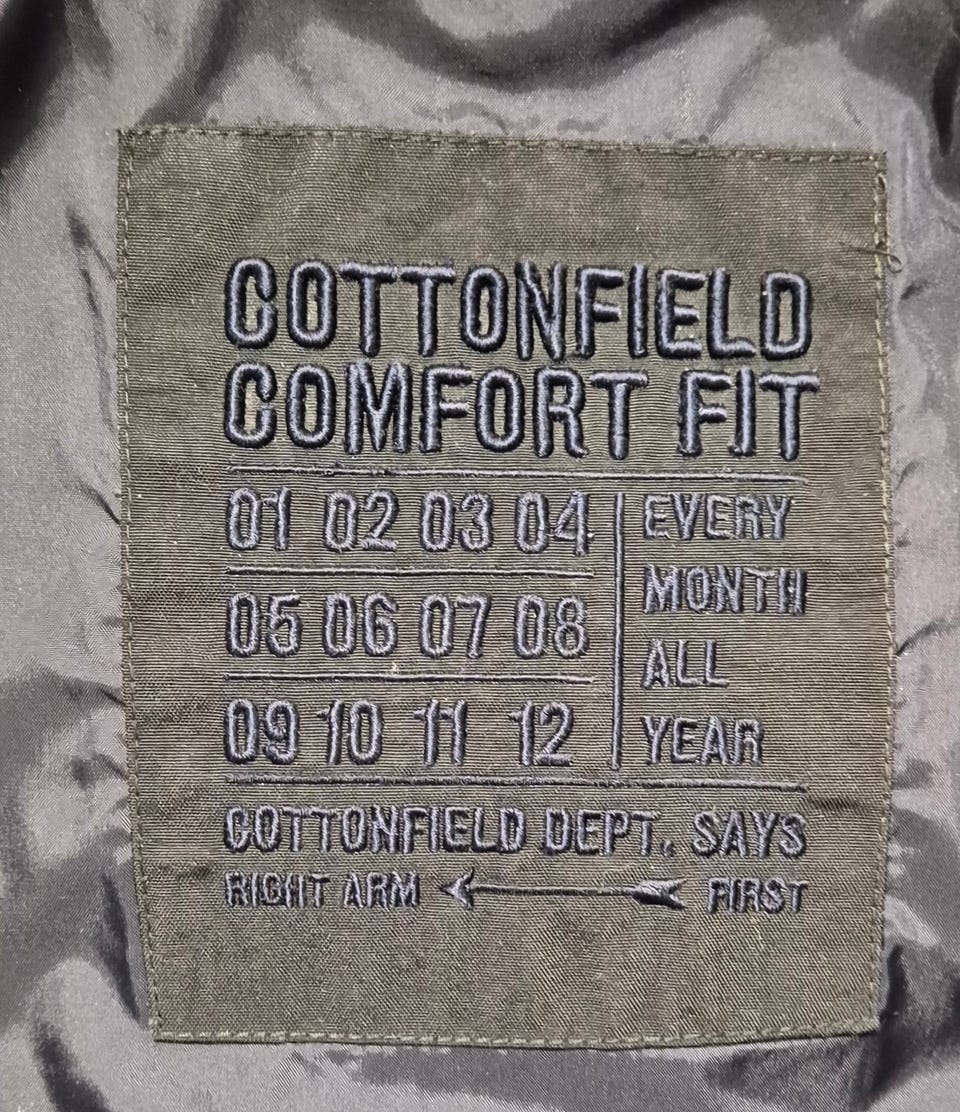 COTTONFIELD
COMFORT FIT
01 02 03 04
05 06 07 08
09 10 11 12
EVERY
MONTH
ALL
YEAR
COTTONFIELD DEPT. SAYS
RIGHT ARM FIRST